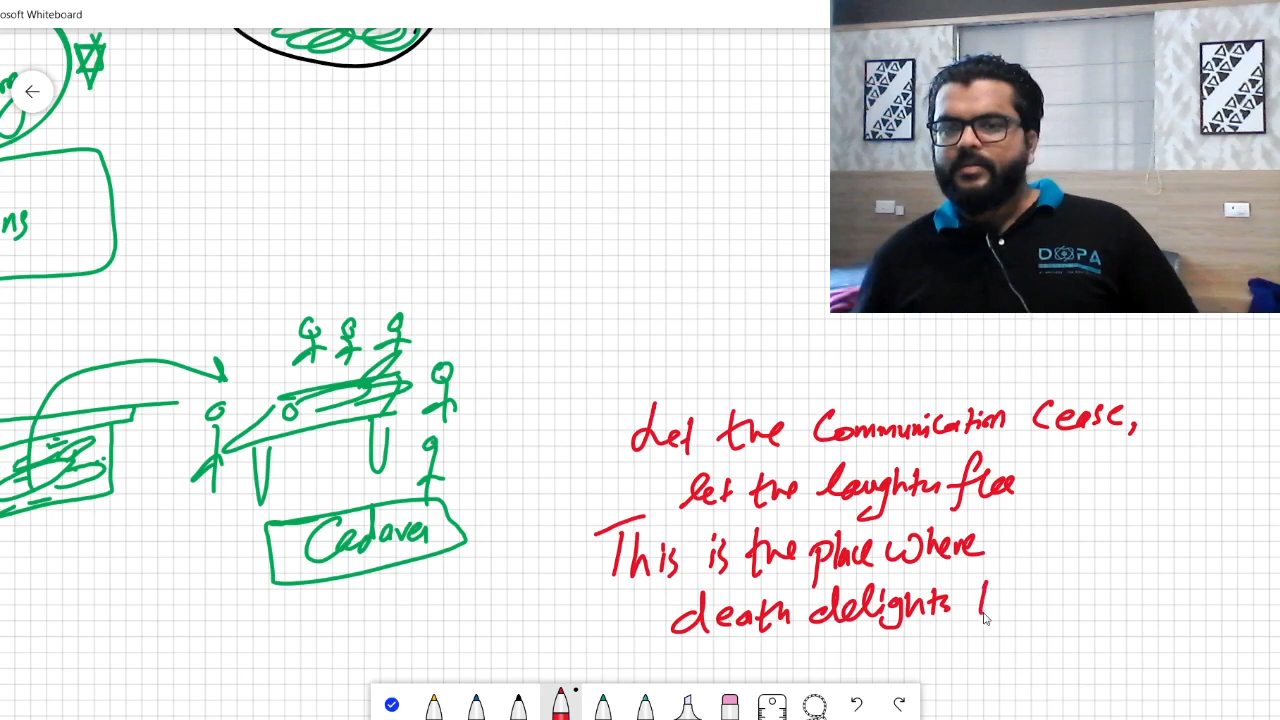 osoft Whiteboard
ns
DOPA
Cadaver
Let the Communication Cease,
let the laughter flee
This is the place where
death delights